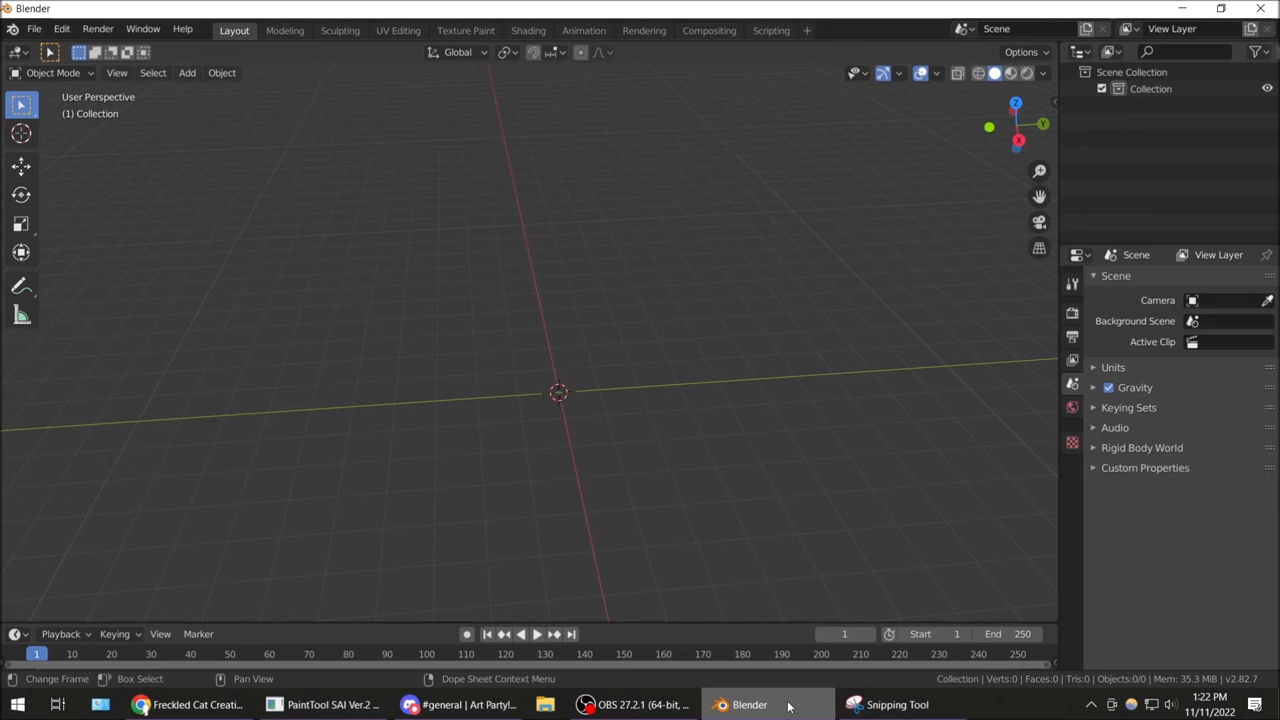 Blender
File Edit Render Window Help Layout Modeling Sculpting UV Editing Texture Paint Shading Animation Rendering Compositing Scripting + Scene View Layer
Global Options
Object Mode View Select Add Object
Scene Collection
Collection
User Perspective
(1) Collection
Z
Y
X
Scene View Layer
Scene
Camera
Background Scene
Active Clip
Units
Gravity
Keying Sets
Audio
Rigid Body World
Custom Properties
Playback Keying View Marker 1 Start 1 End 250
1 10 20 30 40 50 60 70 80 90 100 110 120 130 140 150 160 170 180 190 200 210 220 230 240 250
Change Frame Box Select Pan View Dope Sheet Context Menu Collection | Verts:0 | Faces:0 | Tris:0 | Objects:0/0 | Mem: 35.3 MiB | v2.82.7
Freckled Cat Creati... PaintTool SAI Ver.2 ... #general | Art Party!... OBS 27.2.1 (64-bit, ... Blender Snipping Tool 1:22 PM
11/11/2022